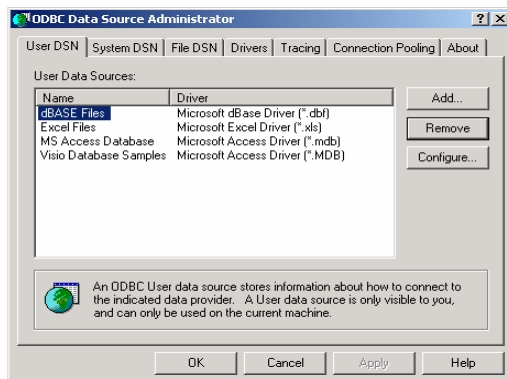 ODBC Data Source Administrator
User DSN System DSN File DSN Drivers Tracing Connection Pooling About
User Data Sources:
Name Driver
dBASE Files Microsoft dBase Driver (*.dbf)
Excel Files Microsoft Excel Driver (*.xls)
MS Access Database Microsoft Access Driver (*.mdb)
Visio Database Samples Microsoft Access Driver (*.MDB)
Add...
Remove
Configure...
An ODBC User data source stores information about how to connect to
the indicated data provider. A User data source is only visible to you,
and can only be used on the current machine.
OK Cancel Apply Help